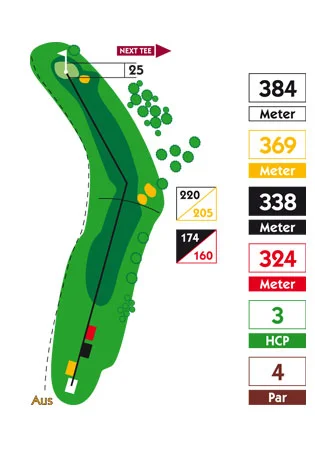 NEXT TEE
25
384
Meter
369
Meter
220
205
338
Meter
174
160
324
Meter
3
HCP
4
Par
Aus